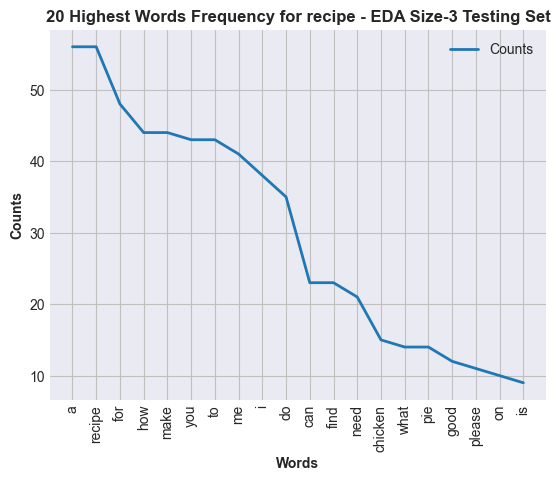 20 Highest Words Frequency for recipe - EDA Size-3 Testing Set
Counts
50
40
30
20
10
Counts
a
recipe
for
how
make
you
to
me
i
do
can
find
need
chicken
what
pie
good
please
on
is
Words